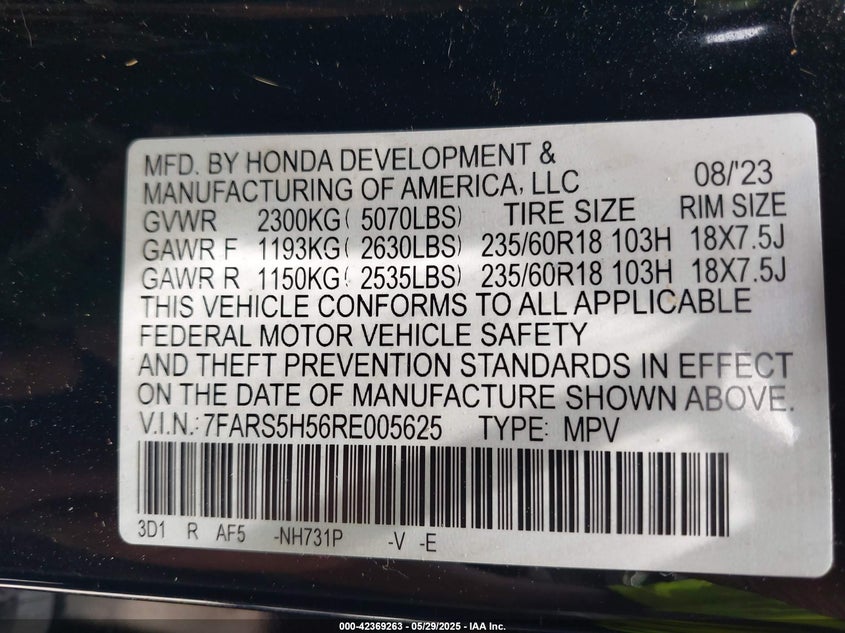 MFD. BY HONDA DEVELOPMENT &
MANUFACTURING OF AMERICA, LLC 08/'23
GVWR 2300KG( 5070LBS) TIRE SIZE RIM SIZE
GAWR F 1193KG( 2630LBS) 235/60R18 103H 18X7.5J
GAWR R 1150KG( 2535LBS) 235/60R18 103H 18X7.5J
THIS VEHICLE CONFORMS TO ALL APPLICABLE
FEDERAL MOTOR VEHICLE SAFETY
AND THEFT PREVENTION STANDARDS IN EFFECT
ON THE DATE OF MANUFACTURE SHOWN ABOVE.
V.I.N.: 7FARS5H56RE005625 TYPE: MPV
3D1 R AF5 -NH731P -V -E
000-42369263 - 05/29/2025 - IAA Inc.